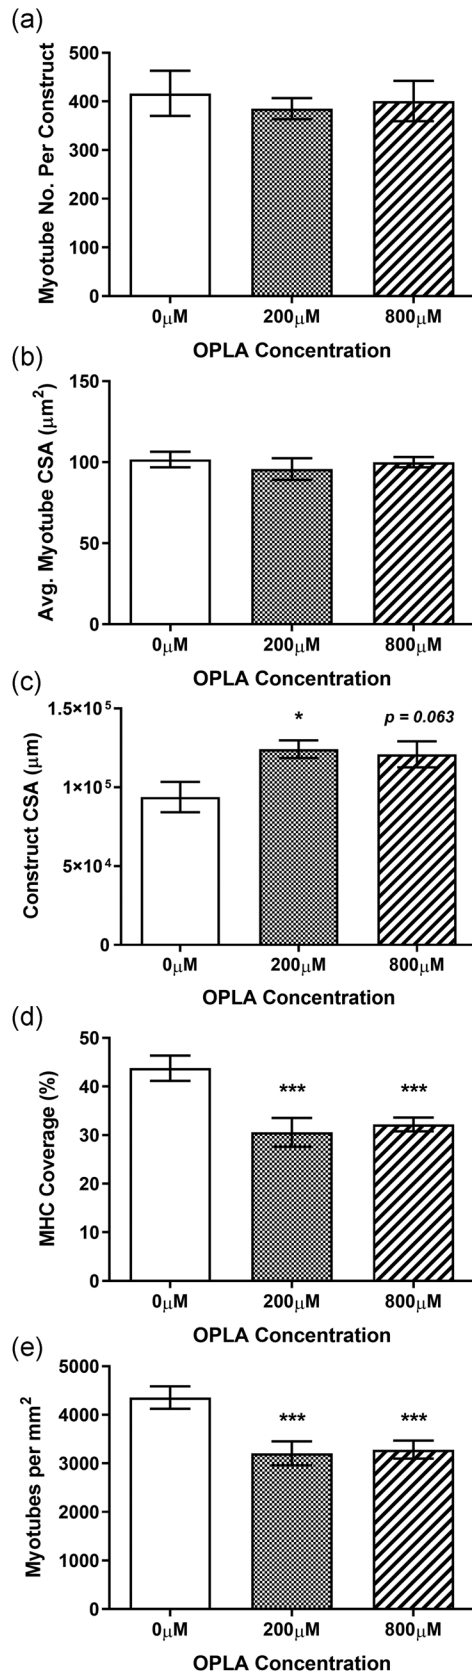 (a)
Myotube No. Per Construct
500
400
300
200
100
0
0μM 200μM 800μM
OPLA Concentration
(b)
Avg. Myotube CSA (μm²)
150
100
50
0
0μM 200μM 800μM
OPLA Concentration
(c)
Construct CSA (μm)
1.5×10⁵
1×10⁵
5×10⁴
0
* p = 0.063
0μM 200μM 800μM
OPLA Concentration
(d)
MHC Coverage (%)
50
40
30
20
10
0
*** ***
0μM 200μM 800μM
OPLA Concentration
(e)
Myotubes per mm²
5000
4000
3000
2000
1000
0
*** ***
0μM 200μM 800μM
OPLA Concentration